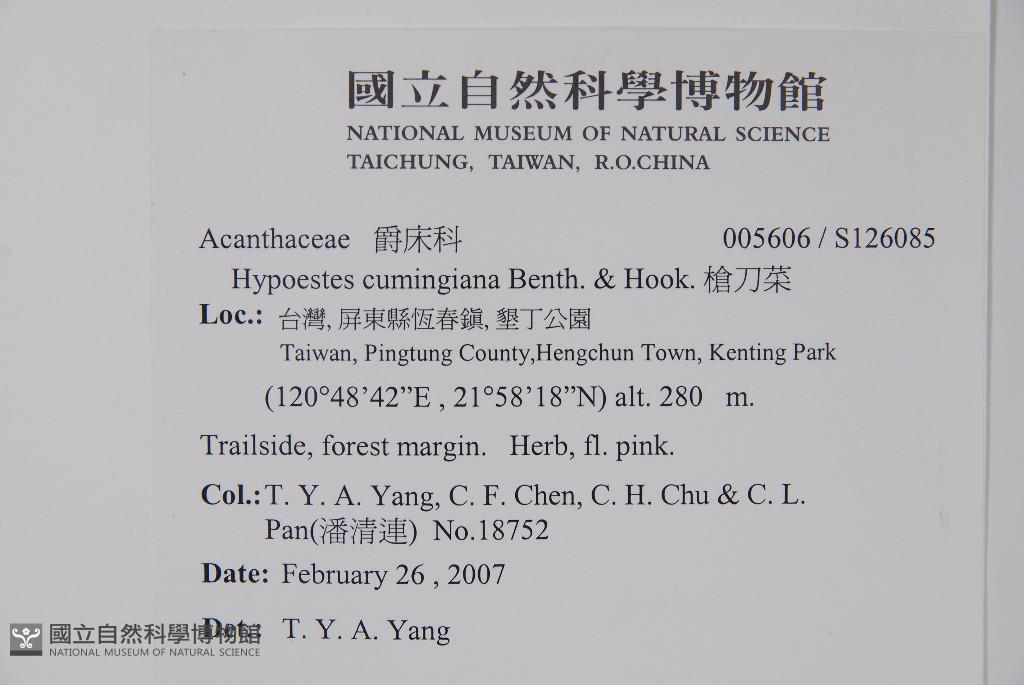 國立自然科學博物館
NATIONAL MUSEUM OF NATURAL SCIENCE
TAICHUNG, TAIWAN, R.O.CHINA
Acanthaceae 爵床科 005606 / S126085
Hypoestes cumingiana Benth. & Hook. 槍刀菜
Loc.: 台灣, 屏東縣恆春鎮, 墾丁公園
Taiwan, Pingtung County,Hengchun Town, Kenting Park
(120°48’42”E , 21°58’18”N) alt. 280 m.
Trailside, forest margin. Herb, fl. pink.
Col.: T. Y. A. Yang, C. F. Chen, C. H. Chu & C. L.
Pan(潘清連) No.18752
Date: February 26 , 2007
Det.: T. Y. A. Yang
國立自然科學博物館
NATIONAL MUSEUM OF NATURAL SCIENCE